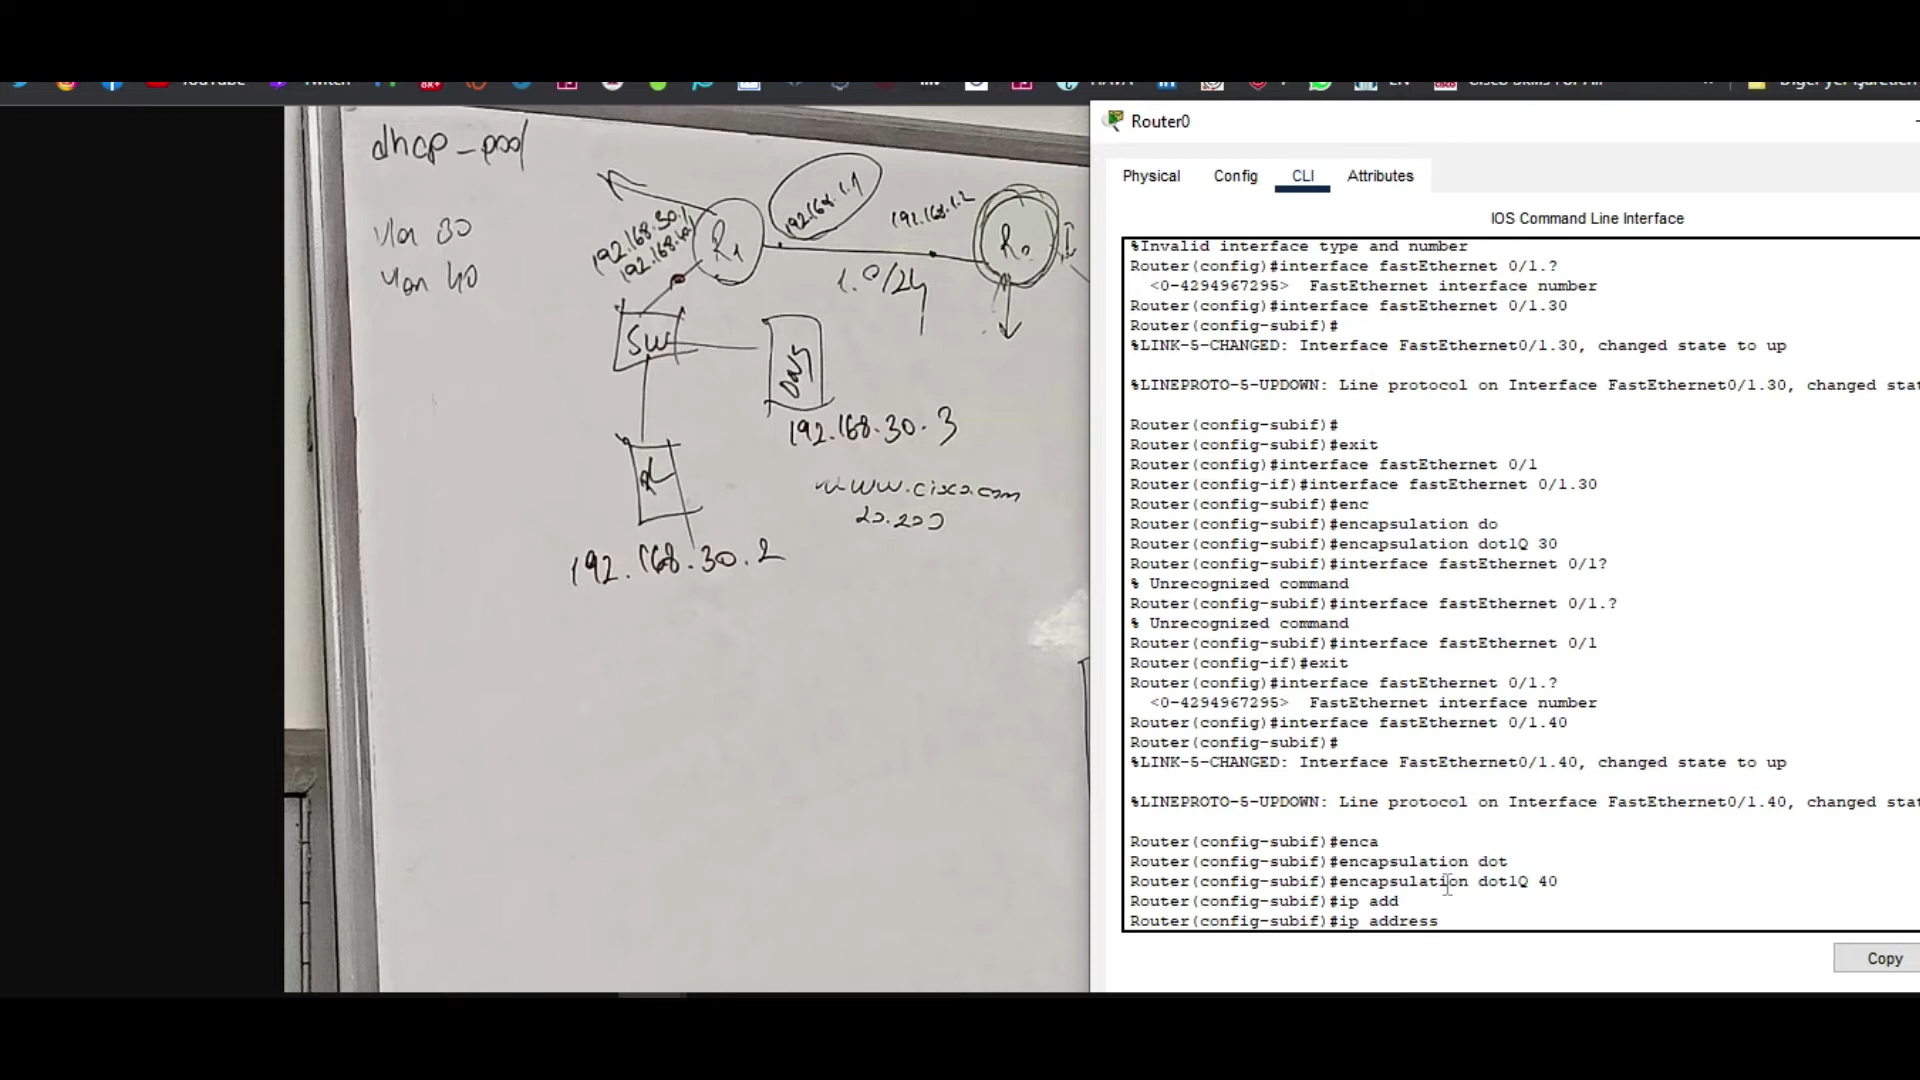 YouTube
Twitch
EN
Cisco Skills For All
Diğer yer işaretleri
dhcp_pool
vlan 30
vlan 40
192.168.30.1
192.168.40
R1
192.168.1.1
192.168.1.2
1.0/24
SW
192.168.30.3
www.cisco.com
20.200
192.168.30.2
Router0
Physical
Config
CLI
Attributes
IOS Command Line Interface
%Invalid interface type and number
Router(config)#interface fastEthernet 0/1.?
<0-4294967295> FastEthernet interface number
Router(config)#interface fastEthernet 0/1.30
Router(config-subif)#
%LINK-5-CHANGED: Interface FastEthernet0/1.30, changed state to up
%LINEPROTO-5-UPDOWN: Line protocol on Interface FastEthernet0/1.30, changed stat
Router(config-subif)#
Router(config-subif)#exit
Router(config)#interface fastEthernet 0/1
Router(config-if)#interface fastEthernet 0/1.30
Router(config-subif)#enc
Router(config-subif)#encapsulation do
Router(config-subif)#encapsulation dot1Q 30
Router(config-subif)#interface fastEthernet 0/1?
% Unrecognized command
Router(config-subif)#interface fastEthernet 0/1.?
% Unrecognized command
Router(config-subif)#interface fastEthernet 0/1
Router(config-if)#exit
Router(config)#interface fastEthernet 0/1.?
<0-4294967295> FastEthernet interface number
Router(config)#interface fastEthernet 0/1.40
Router(config-subif)#
%LINK-5-CHANGED: Interface FastEthernet0/1.40, changed state to up
%LINEPROTO-5-UPDOWN: Line protocol on Interface FastEthernet0/1.40, changed stat
Router(config-subif)#enca
Router(config-subif)#encapsulation dot
Router(config-subif)#encapsulation dot1Q 40
Router(config-subif)#ip add
Router(config-subif)#ip address
Copy